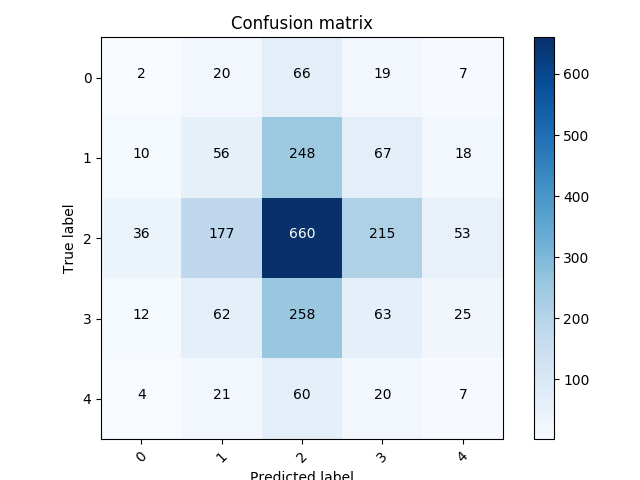 Confusion matrix
0 2 20 66 19 7
1 10 56 248 67 18
2 36 177 660 215 53
3 12 62 258 63 25
4 4 21 60 20 7
0 1 2 3 4
True label
Predicted label
600
500
400
300
200
100